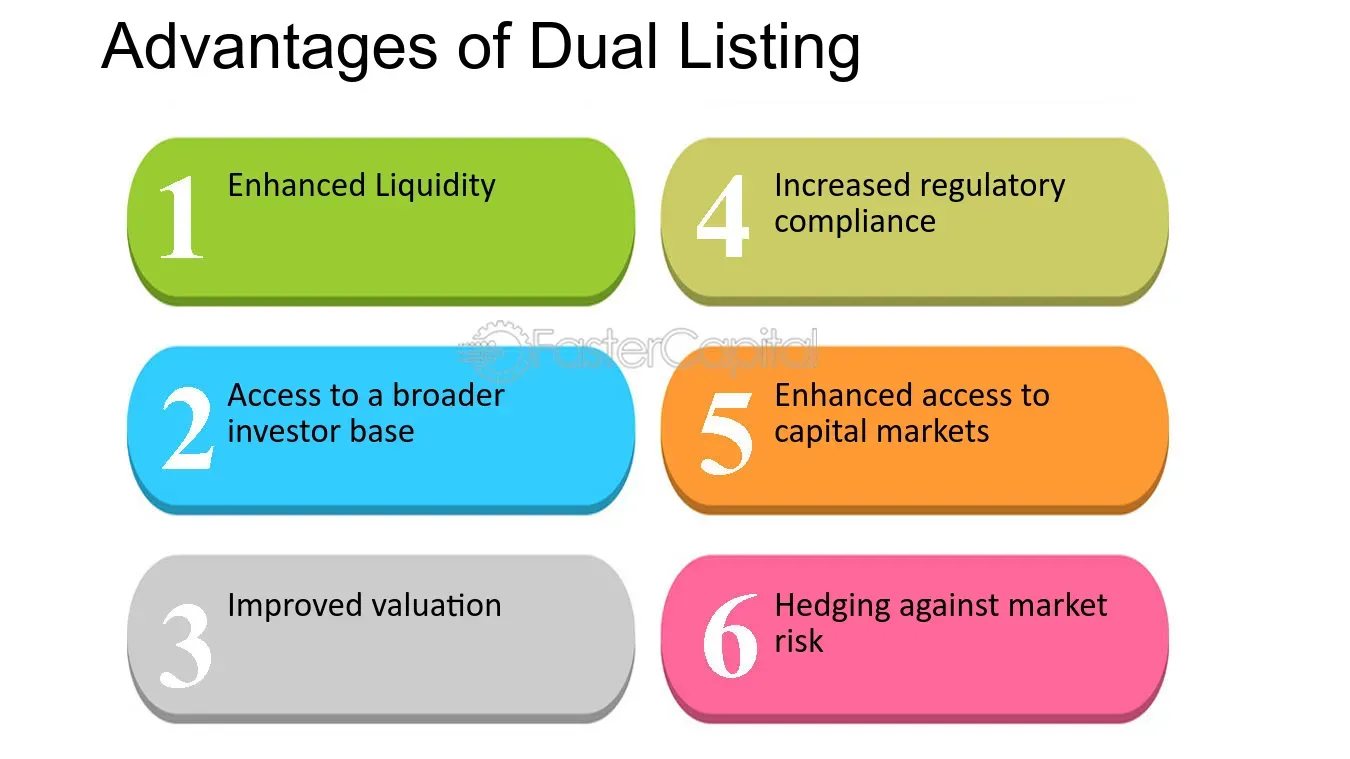 Advantages of Dual Listing
1
Enhanced Liquidity
2
Access to a broader
investor base
3
Improved valuation
4
Increased regulatory
compliance
5
Enhanced access to
capital markets
6
Hedging against market
risk
FasterCapital